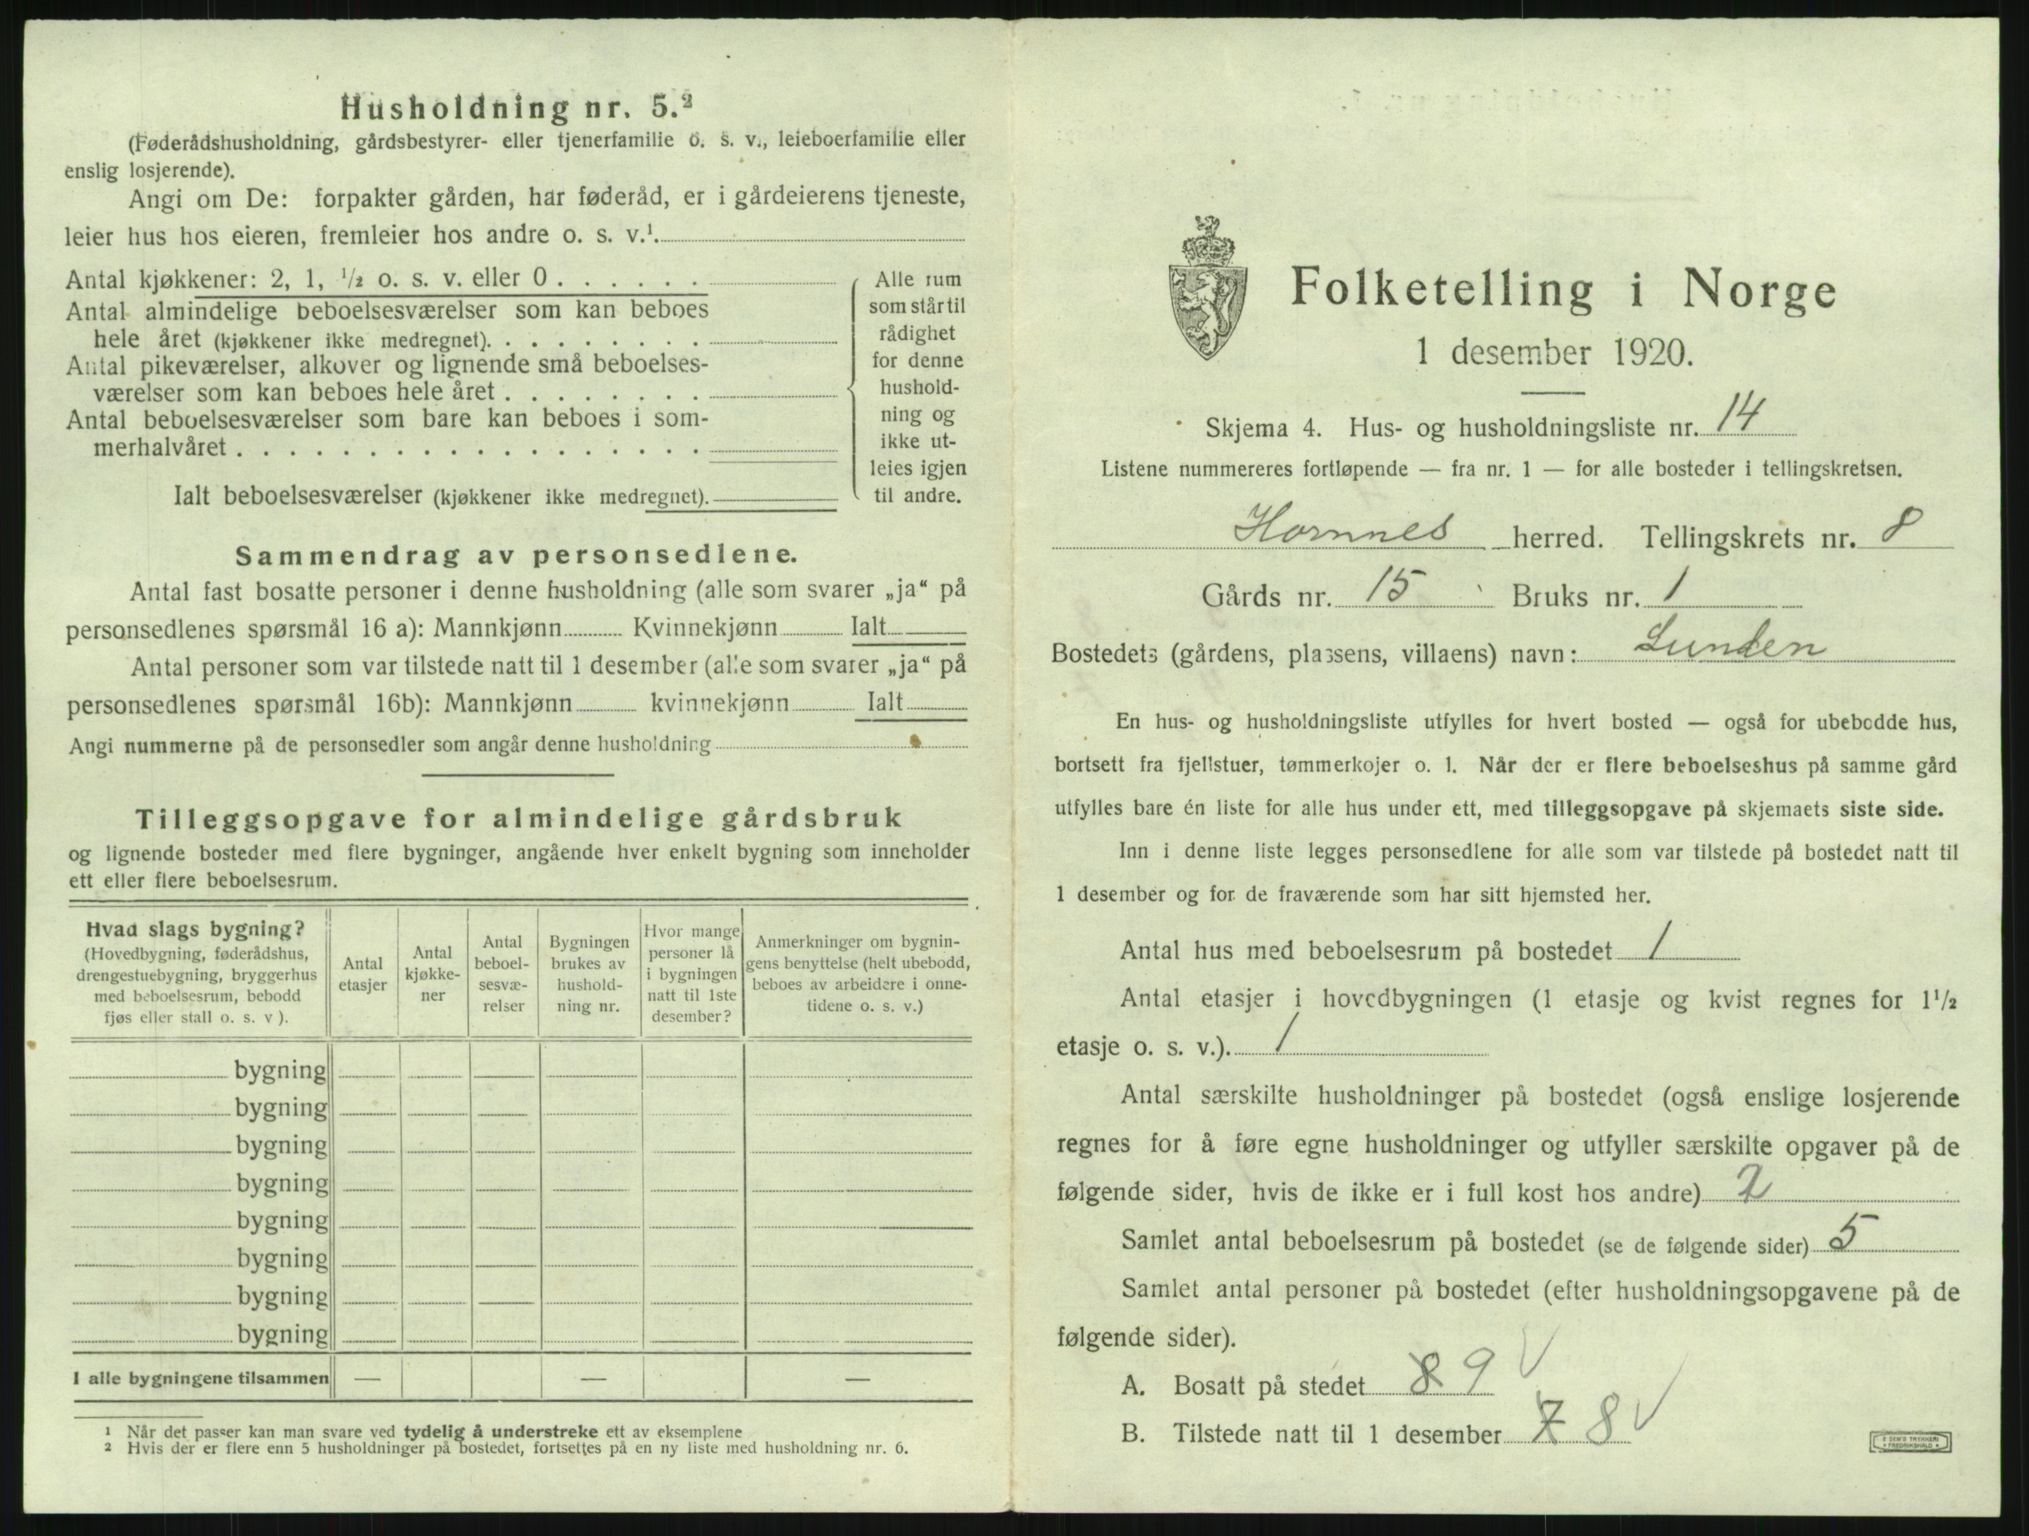 Husholdning nr. 5.²
(Føderådshusholdning, gårdsbestyrer- eller tjenerfamilie o. s. v., leieboerfamilie eller
enslig losjerende).
Angi om De: forpakter gården, har føderåd, er i gårdeierens tjeneste,
leier hus hos eieren, fremleier hos andre o. s. v.¹
Antal kjøkkener: 2, 1, ½ o. s. v. eller 0
Antal almindelige beboelsesværelser som kan beboes
hele året (kjøkkener ikke medregnet)
Antal pikeværelser, alkover og lignende små beboelses-
værelser som kan beboes hele året
Antal beboelsesværelser som bare kan beboes i som-
merhalvåret
Ialt beboelsesværelser (kjøkkener ikke medregnet)
Alle rum
som står til
rådighet
for denne
hushold-
ning og
ikke ut-
leies igjen
til andre.
Sammendrag av personsedlene.
Antal fast bosatte personer i denne husholdning (alle som svarer „ja“ på
personsedlenes spørsmål 16 a): Mannkjønn Kvinnekjønn Ialt
Antal personer som var tilstede natt til 1 desember (alle som svarer „ja“ på
personsedlenes spørsmål 16b): Mannkjønn kvinnekjønn Ialt
Angi nummerne på de personsedler som angår denne husholdning
Tilleggsopgave for almindelige gårdsbruk
og lignende bosteder med flere bygninger, angående hver enkelt bygning som inneholder
ett eller flere beboelsesrum.
Hvad slags bygning?
(Hovedbygning, føderådshus,
drengestuebygning, bryggerhus
med beboelsesrum, bebodd
fjøs eller stall o. s. v ).
Antal
etasjer
Antal
kjøkke-
ner
Antal
beboel-
sesvæ-
relser
Bygningen
brukes av
hushold-
ning nr.
Hvor mange
personer lå
i bygningen
natt til 1ste
desember?
Anmerkninger om bygnin-
gens benyttelse (helt ubebodd,
beboes av arbeidere i onne-
tidene o. s. v.)
bygning
bygning
bygning
bygning
bygning
bygning
bygning
bygning
I alle bygningene tilsammen — — —
¹ Når det passer kan man svare ved tydelig å understreke ett av eksemplene
² Hvis der er flere enn 5 husholdninger på bostedet, fortsettes på en ny liste med husholdning nr. 6.
Folketelling i Norge
1 desember 1920.
Skjema 4. Hus- og husholdningsliste nr. 14
Listene nummereres fortløpende — fra nr. 1 — for alle bosteder i tellingskretsen.
Hornnes herred. Tellingskrets nr. 8
Gårds nr. 15 Bruks nr. 1
Bostedets (gårdens, plassens, villaens) navn: Lunden
En hus- og husholdningsliste utfylles for hvert bosted — også for ubebodde hus,
bortsett fra fjellstuer, tømmerkojer o. l. Når der er flere beboelseshus på samme gård
utfylles bare én liste for alle hus under ett, med tilleggsopgave på skjemaets siste side.
Inn i denne liste legges personsedlene for alle som var tilstede på bostedet natt til
1 desember og for de fraværende som har sitt hjemsted her.
Antal hus med beboelsesrum på bostedet 1
Antal etasjer i hovedbygningen (1 etasje og kvist regnes for 1½
etasje o. s. v.). 1
Antal særskilte husholdninger på bostedet (også enslige losjerende
regnes for å føre egne husholdninger og utfyller særskilte opgaver på de
følgende sider, hvis de ikke er i full kost hos andre) 2
Samlet antal beboelsesrum på bostedet (se de følgende sider) 5
Samlet antal personer på bostedet (efter husholdningsopgavene på de
følgende sider).
A. Bosatt på stedet 8 9 V
B. Tilstede natt til 1 desember 7 8 V